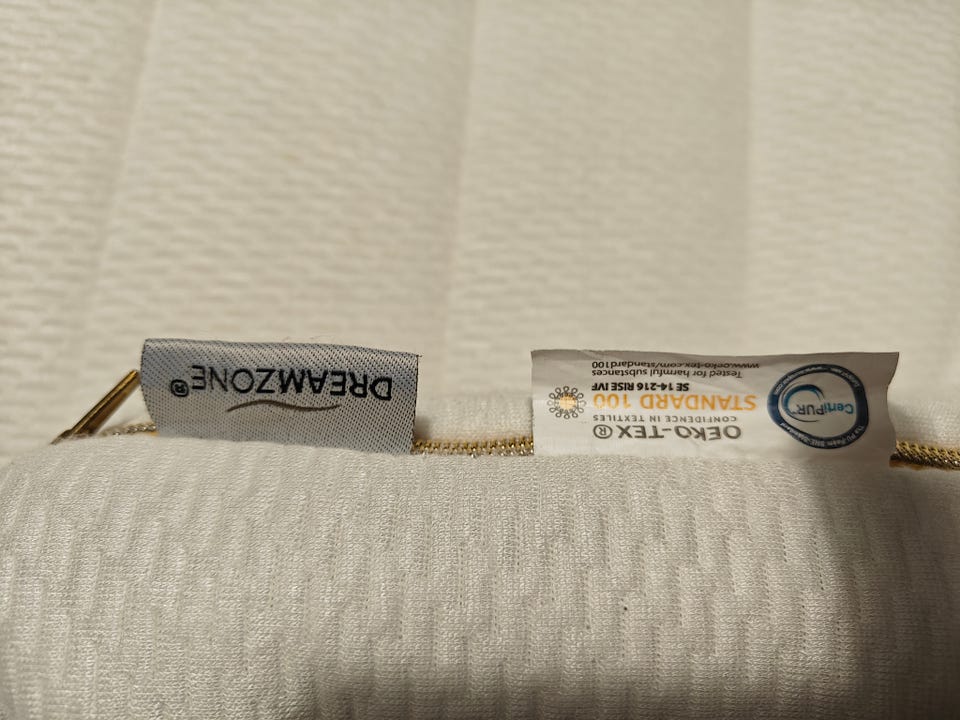 DREAMZONE®
OEKO-TEX®
CONFIDENCE IN TEXTILES
STANDARD 100
SE 14-216 RISE IVF
Tested for harmful substances
www.oeko-tex.com/standard100
CertiPUR™